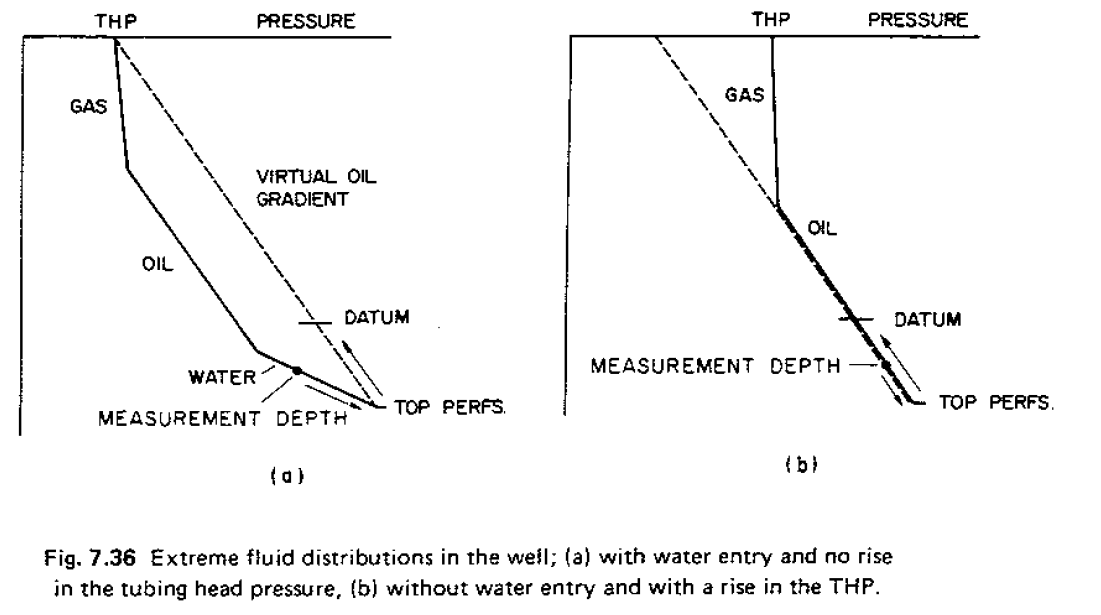 THP PRESSURE
GAS
VIRTUAL OIL
GRADIENT
OIL
DATUM
WATER
MEASUREMENT DEPTH
TOP PERFS.
(a)
THP PRESSURE
GAS
OIL
DATUM
MEASUREMENT DEPTH
TOP PERFS.
(b)
Fig. 7.36 Extreme fluid distributions in the well; (a) with water entry and no rise
in the tubing head pressure, (b) without water entry and with a rise in the THP.